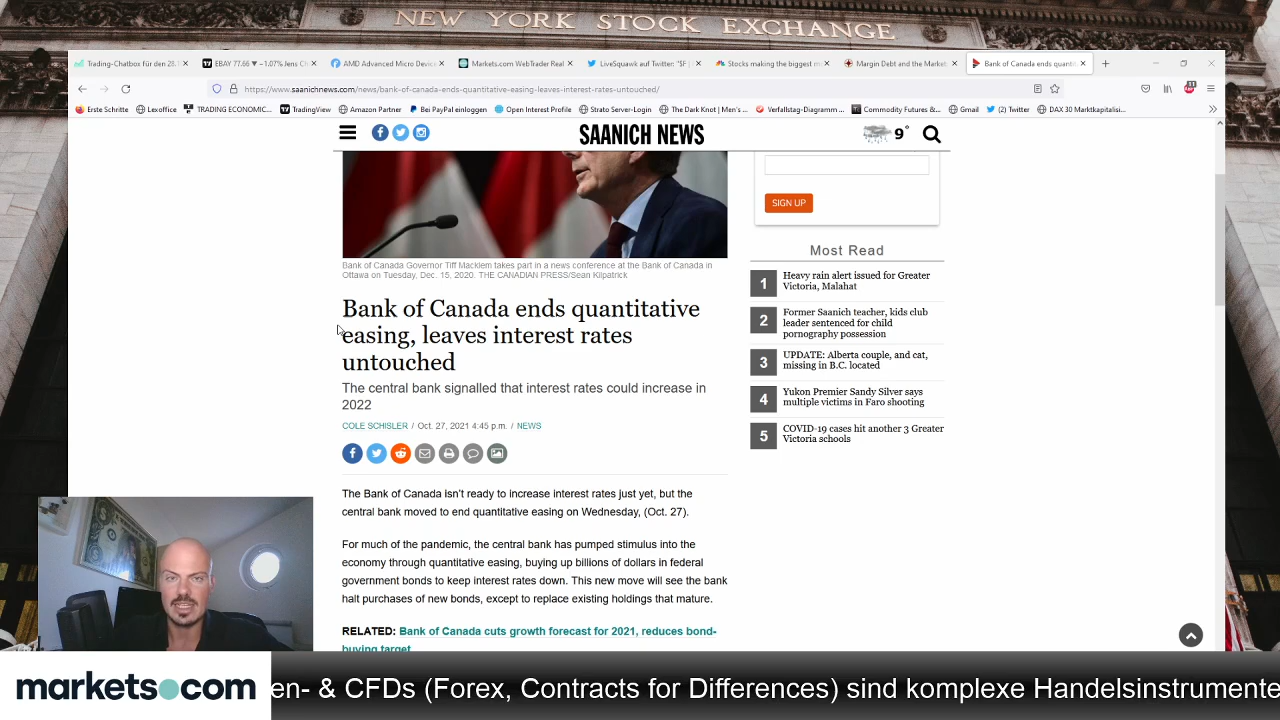 NEW YORK STOCK EXCHANGE
Trading-Chatbox für den 28.1
EBAY 77.66 ▼ −1.07% Jens Ch
AMD Advanced Micro Device
Markets.com WebTrader Real
LiveSquawk auf Twitter: "SF
Stocks making the biggest m
Margin Debt and the Market
Bank of Canada ends quanti
https://www.saanichnews.com/news/bank-of-canada-ends-quantitative-easing-leaves-interest-rates-untouched/
Erste Schritte
Lexoffice
TRADING ECONOMIC...
TradingView
Amazon Partner
Bei PayPal einloggen
Open Interest Profile
Strato Server-Login
The Dark Knot | Men's ...
Verfallstag-Diagramm ...
Commodity Futures &...
Gmail
(2) Twitter
DAX 30 Marktkapitalisi...
SAANICH NEWS
9°
SIGN UP
Bank of Canada Governor Tiff Macklem takes part in a news conference at the Bank of Canada in
Ottawa on Tuesday, Dec. 15, 2020. THE CANADIAN PRESS/Sean Kilpatrick
Bank of Canada ends quantitative
easing, leaves interest rates
untouched
The central bank signalled that interest rates could increase in
2022
COLE SCHISLER / Oct. 27, 2021 4:45 p.m. / NEWS
The Bank of Canada isn't ready to increase interest rates just yet, but the
central bank moved to end quantitative easing on Wednesday, (Oct. 27).
For much of the pandemic, the central bank has pumped stimulus into the
economy through quantitative easing, buying up billions of dollars in federal
government bonds to keep interest rates down. This new move will see the bank
halt purchases of new bonds, except to replace existing holdings that mature.
RELATED: Bank of Canada cuts growth forecast for 2021, reduces bond-
buying target
Most Read
1
Heavy rain alert issued for Greater
Victoria, Malahat
2
Former Saanich teacher, kids club
leader sentenced for child
pornography possession
3
UPDATE: Alberta couple, and cat,
missing in B.C. located
4
Yukon Premier Sandy Silver says
multiple victims in Faro shooting
5
COVID-19 cases hit another 3 Greater
Victoria schools
markets.com
en- & CFDs (Forex, Contracts for Differences) sind komplexe Handelsinstrumente